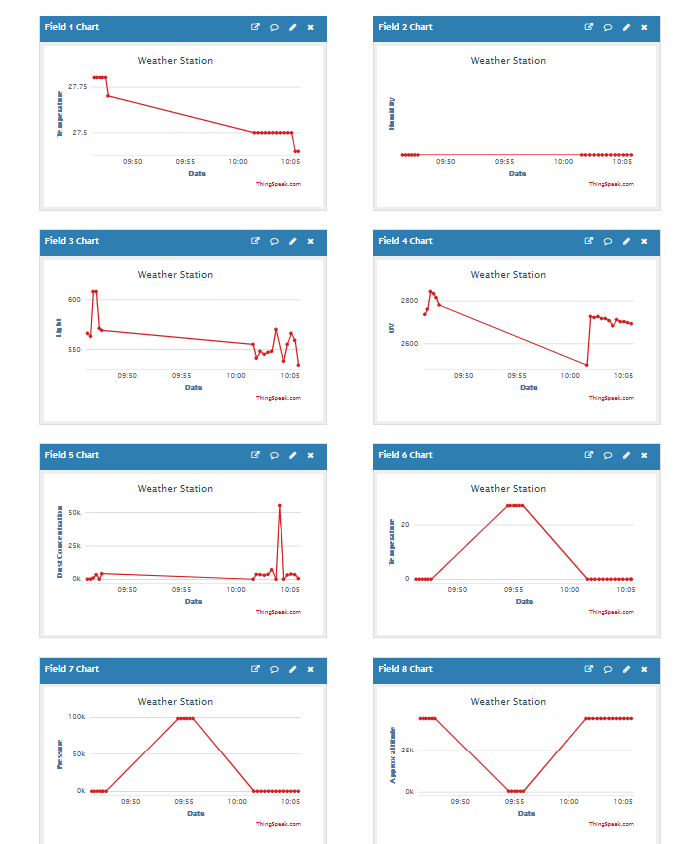 Field 1 Chart
Weather Station
27.75
27.5
Temperature
09:50 09:55 10:00 10:05
Date
ThingSpeak.com
Field 2 Chart
Weather Station
Humidity
09:50 09:55 10:00 10:05
Date
ThingSpeak.com
Field 3 Chart
Weather Station
600
550
Light
09:50 09:55 10:00 10:05
Date
ThingSpeak.com
Field 4 Chart
Weather Station
2800
2600
UV
09:50 09:55 10:00 10:05
Date
ThingSpeak.com
Field 5 Chart
Weather Station
50k
25k
0k
Dust Concentration
09:50 09:55 10:00 10:05
Date
ThingSpeak.com
Field 6 Chart
Weather Station
20
0
Temperature
09:50 09:55 10:00 10:05
Date
ThingSpeak.com
Field 7 Chart
Weather Station
100k
50k
0k
Pressure
09:50 09:55 10:00 10:05
Date
ThingSpeak.com
Field 8 Chart
Weather Station
25k
0k
Approx altitude
09:50 09:55 10:00 10:05
Date
ThingSpeak.com